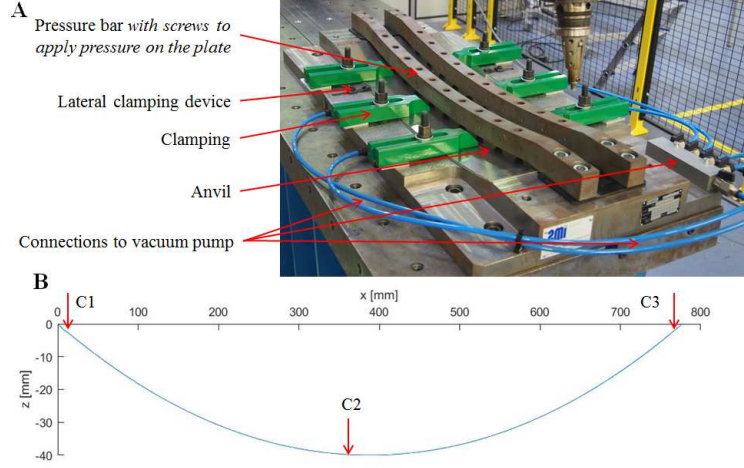 A
Pressure bar with screws to
apply pressure on the plate
Lateral clamping device
Clamping
Anvil
Connections to vacuum pump
2Mi
B
C1
x [mm]
C3
0 100 200 300 400 500 600 700 800
0
-10
-20
-30
-40
z [mm]
C2